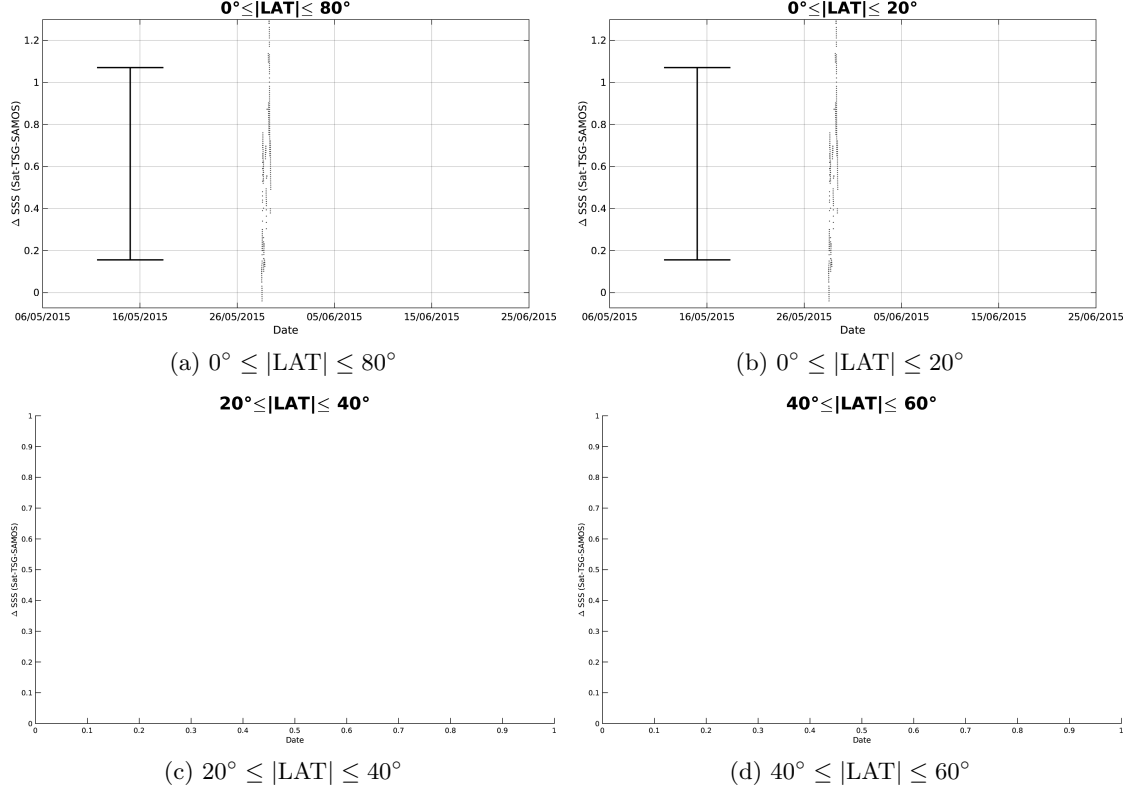 0°≤|LAT|≤ 80°
Δ SSS (Sat-TSG-SAMOS)
1.2
1
0.8
0.6
0.4
0.2
0
06/05/2015 16/05/2015 26/05/2015 05/06/2015 15/06/2015 25/06/2015
Date
(a) 0° ≤ |LAT| ≤ 80°
0°≤|LAT|≤ 20°
Δ SSS (Sat-TSG-SAMOS)
1.2
1
0.8
0.6
0.4
0.2
0
06/05/2015 16/05/2015 26/05/2015 05/06/2015 15/06/2015 25/06/2015
Date
(b) 0° ≤ |LAT| ≤ 20°
20°≤|LAT|≤ 40°
Δ SSS (Sat-TSG-SAMOS)
1
0.9
0.8
0.7
0.6
0.5
0.4
0.3
0.2
0.1
0
0 0.1 0.2 0.3 0.4 0.5 0.6 0.7 0.8 0.9 1
Date
(c) 20° ≤ |LAT| ≤ 40°
40°≤|LAT|≤ 60°
Δ SSS (Sat-TSG-SAMOS)
1
0.9
0.8
0.7
0.6
0.5
0.4
0.3
0.2
0.1
0
0 0.1 0.2 0.3 0.4 0.5 0.6 0.7 0.8 0.9 1
Date
(d) 40° ≤ |LAT| ≤ 60°